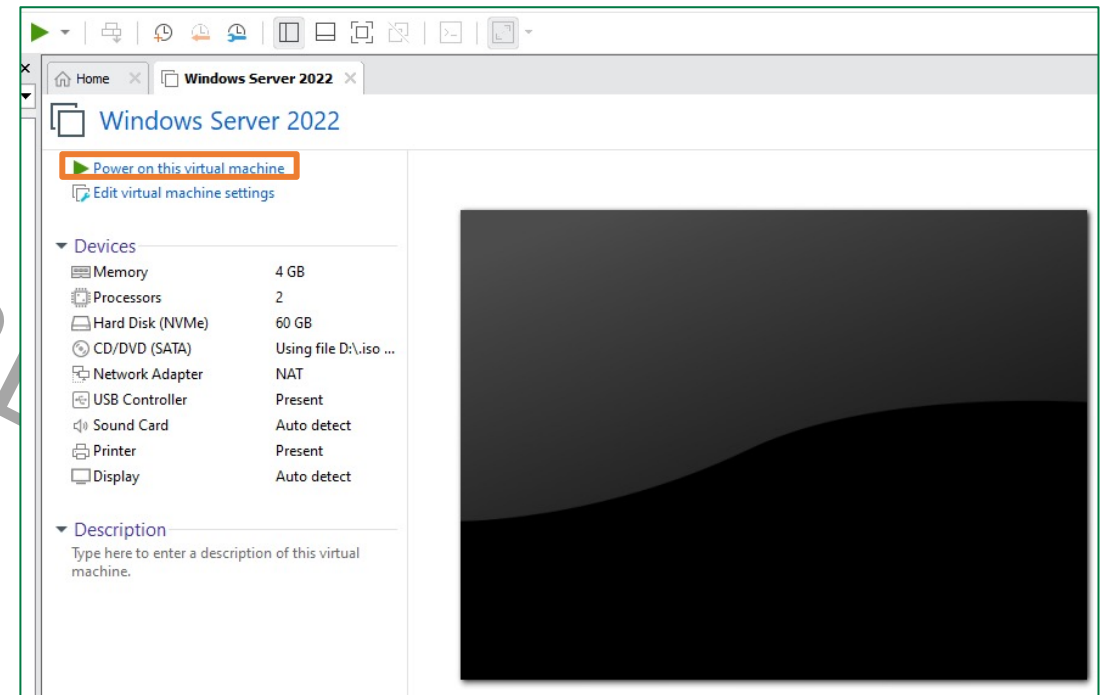 Home
Windows Server 2022
Windows Server 2022
Power on this virtual machine
Edit virtual machine settings
Devices
Memory 4 GB
Processors 2
Hard Disk (NVMe) 60 GB
CD/DVD (SATA) Using file D:\.iso ...
Network Adapter NAT
USB Controller Present
Sound Card Auto detect
Printer Present
Display Auto detect
Description
Type here to enter a description of this virtual
machine.